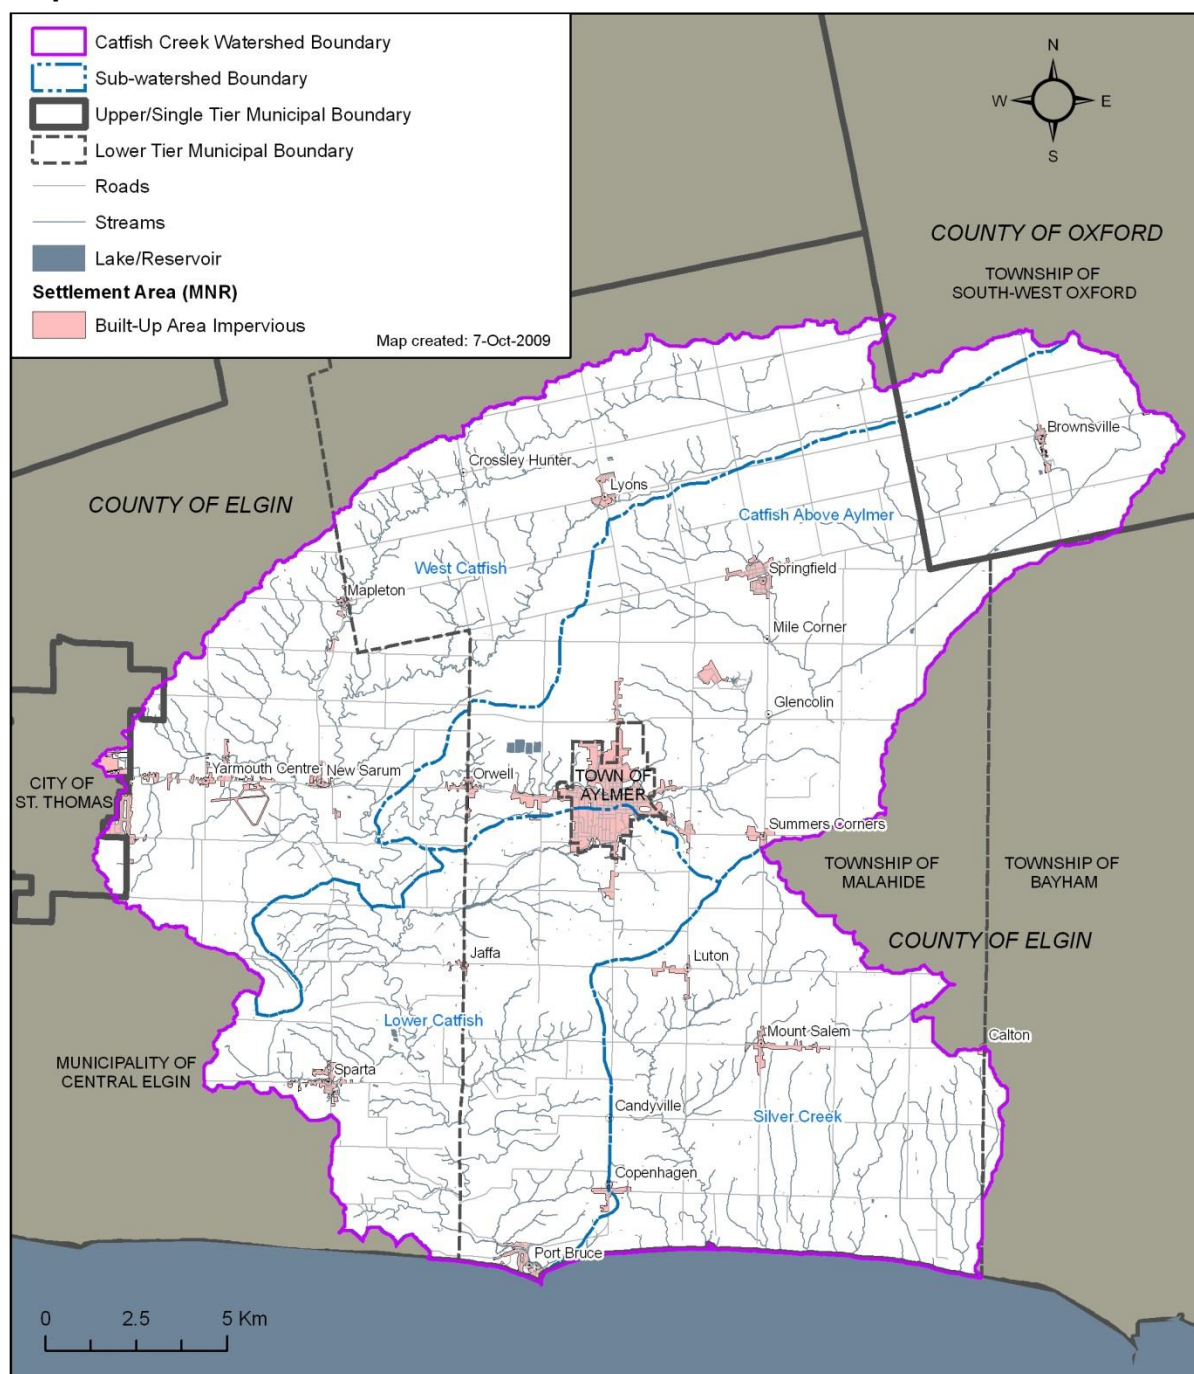 Catfish Creek Watershed Boundary
Sub-watershed Boundary
Upper/Single Tier Municipal Boundary
Lower Tier Municipal Boundary
Roads
Streams
Lake/Reservoir
Settlement Area (MNR)
Built-Up Area Impervious
Map created: 7-Oct-2009
N
W E
S
COUNTY OF OXFORD
TOWNSHIP OF
SOUTH-WEST OXFORD
Brownsville
Crossley Hunter
Lyons
COUNTY OF ELGIN
Catfish Above Aylmer
West Catfish
Springfield
Mapleton
Mile Corner
Glencolin
Yarmouth Centre
New Sarum
Orwell
CITY OF
ST. THOMAS
TOWN OF
AYLMER
Summers Corners
TOWNSHIP OF
MALAHIDE
TOWNSHIP OF
BAYHAM
COUNTY OF ELGIN
Jaffa
Luton
Lower Catfish
Mount Salem
Calton
MUNICIPALITY OF
CENTRAL ELGIN
Sparta
Candyville
Silver Creek
Copenhagen
Port Bruce
0 2.5 5 Km